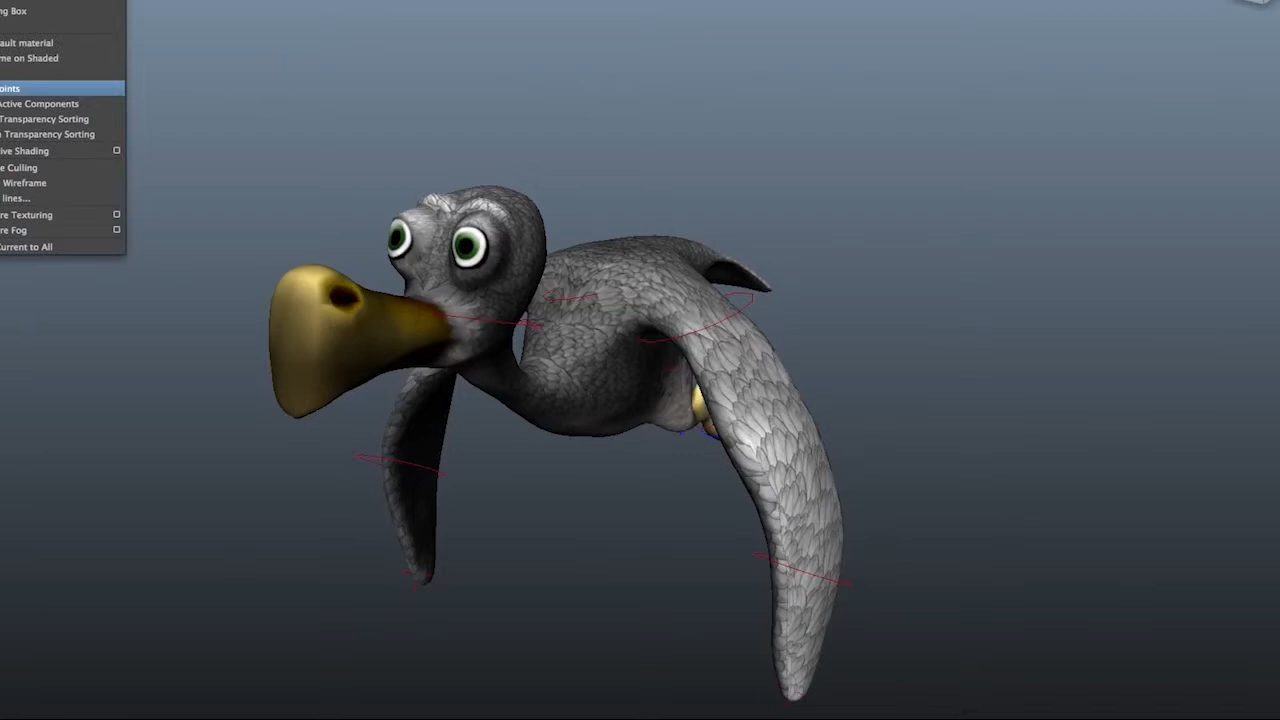 ng Box
ault material
me on Shaded
oints
Active Components
Transparency Sorting
n Transparency Sorting
ive Shading
e Culling
Wireframe
lines...
re Texturing
re Fog
Current to All